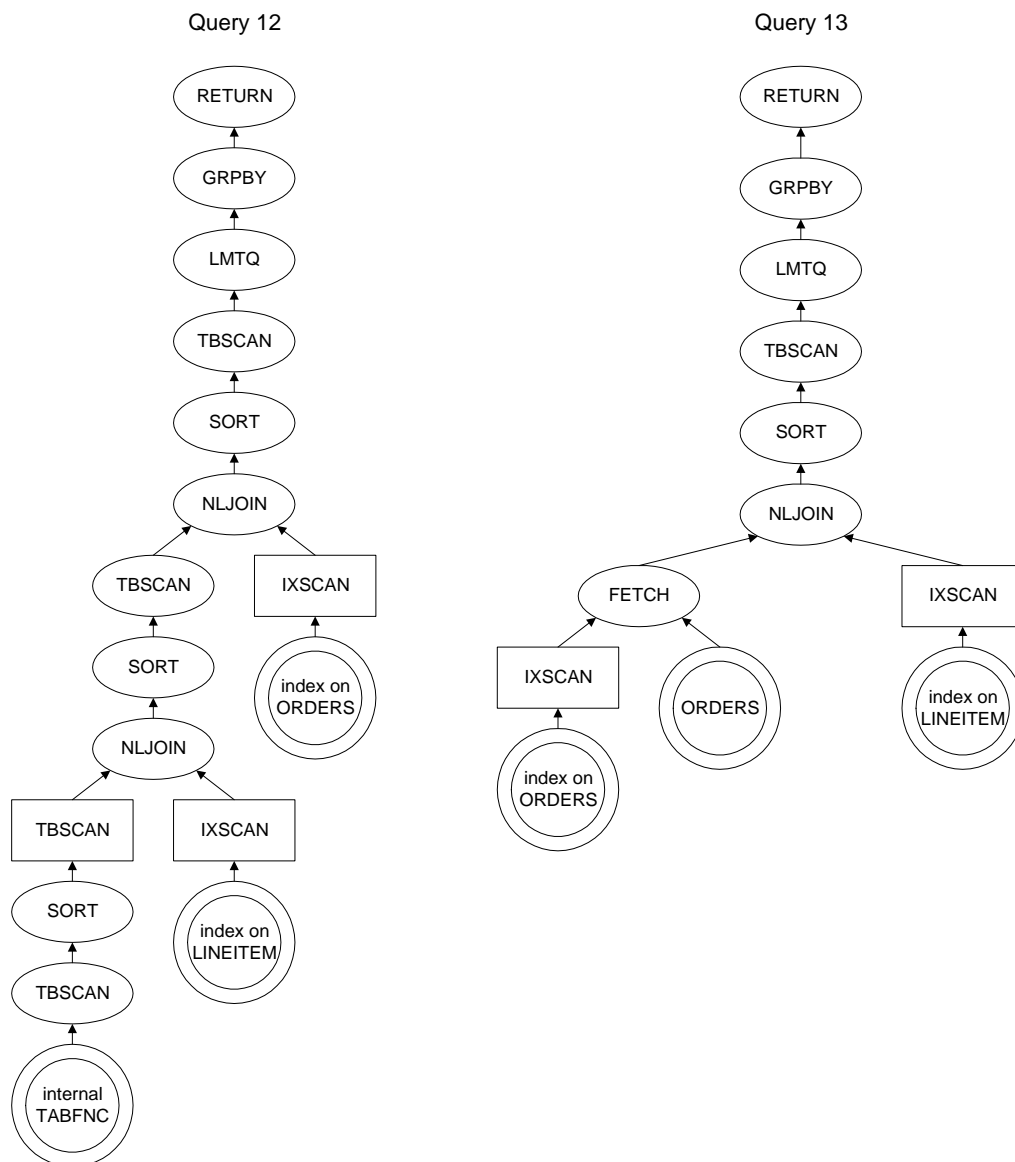 Query 12
RETURN
GRPBY
LMTQ
TBSCAN
SORT
NLJOIN
TBSCAN
IXSCAN
SORT
index on
ORDERS
NLJOIN
TBSCAN
IXSCAN
SORT
index on
LINEITEM
TBSCAN
internal
TABFNC
Query 13
RETURN
GRPBY
LMTQ
TBSCAN
SORT
NLJOIN
FETCH
IXSCAN
IXSCAN
ORDERS
index on
LINEITEM
index on
ORDERS